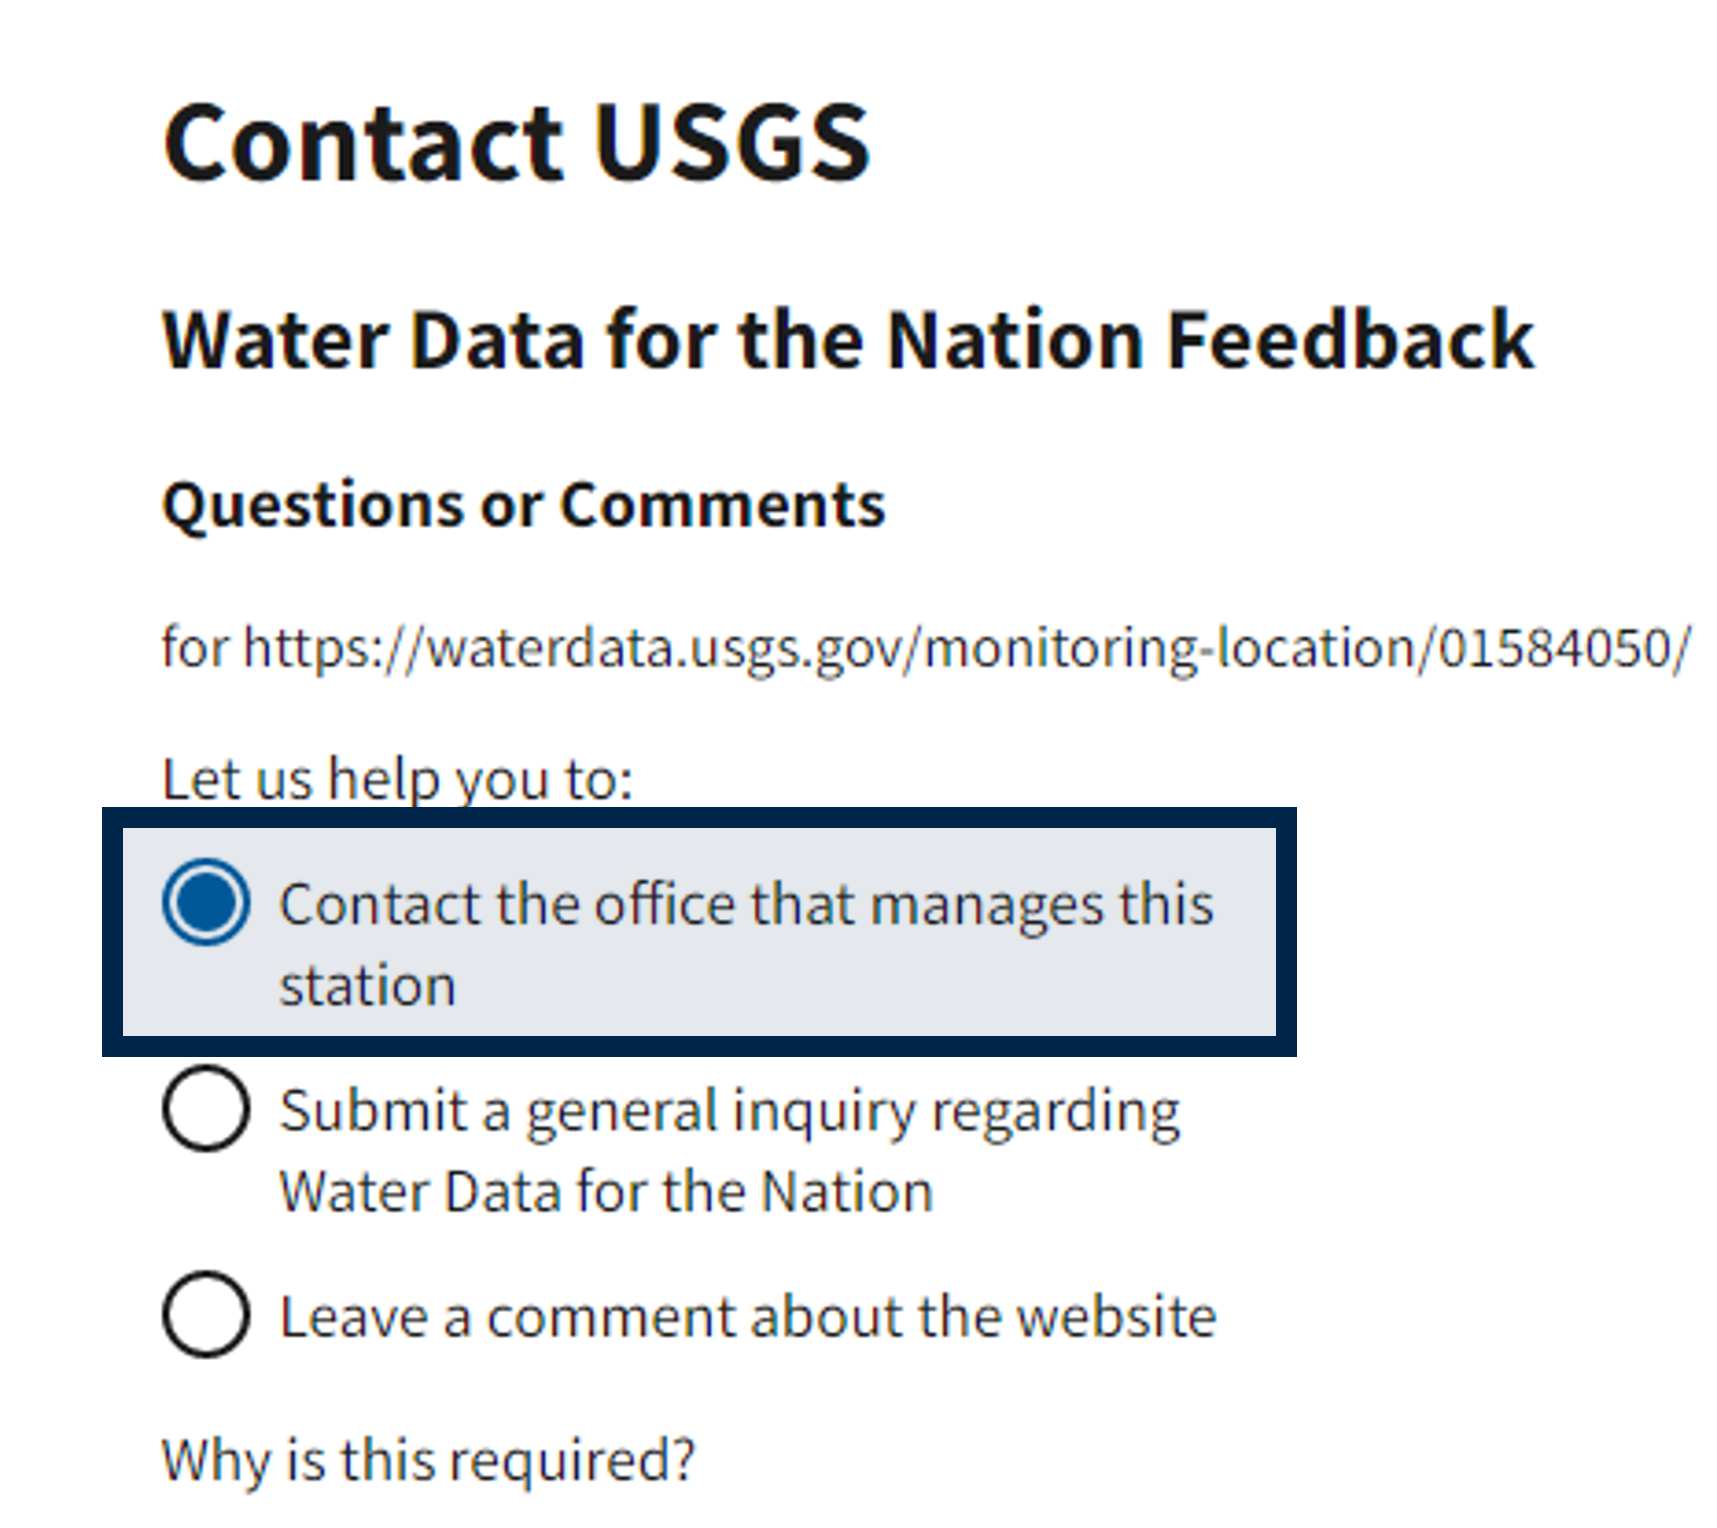 Contact USGS
Water Data for the Nation Feedback
Questions or Comments
for https://waterdata.usgs.gov/monitoring-location/01584050/
Let us help you to:
Contact the office that manages this
station
Submit a general inquiry regarding
Water Data for the Nation
Leave a comment about the website
Why is this required?